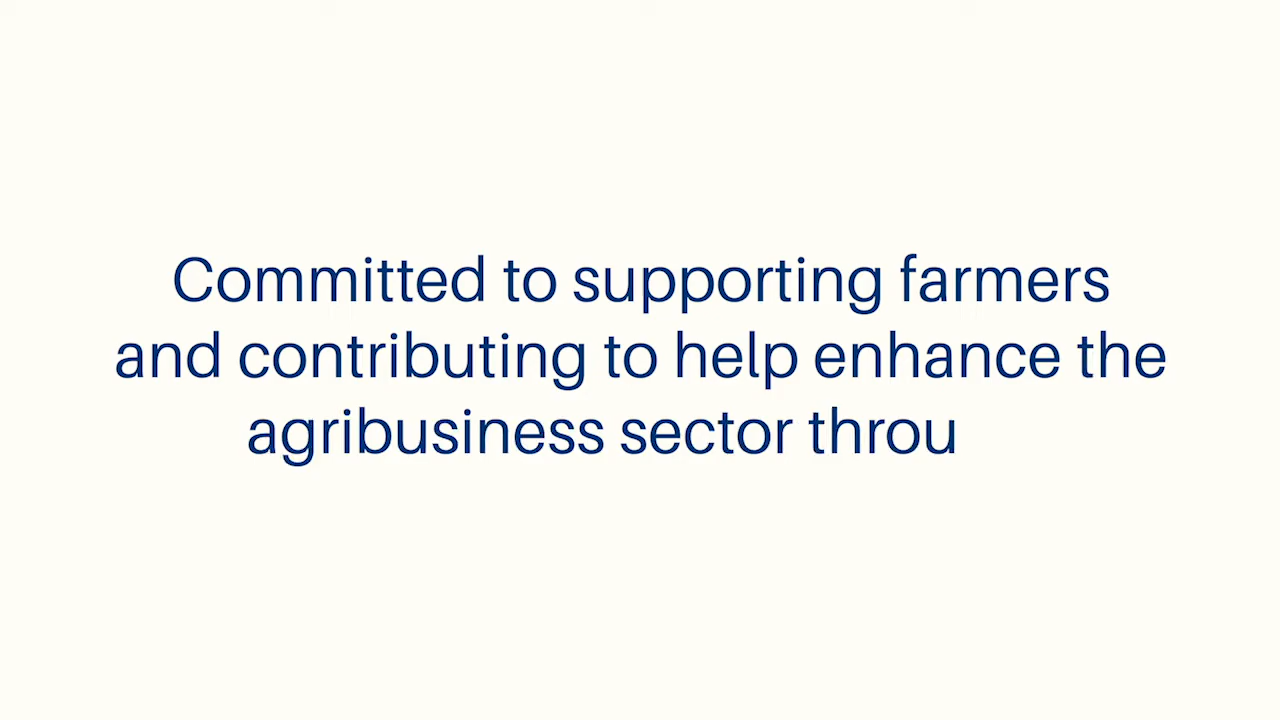 Committed to supporting farmers
and contributing to help enhance the
agribusiness sector throu